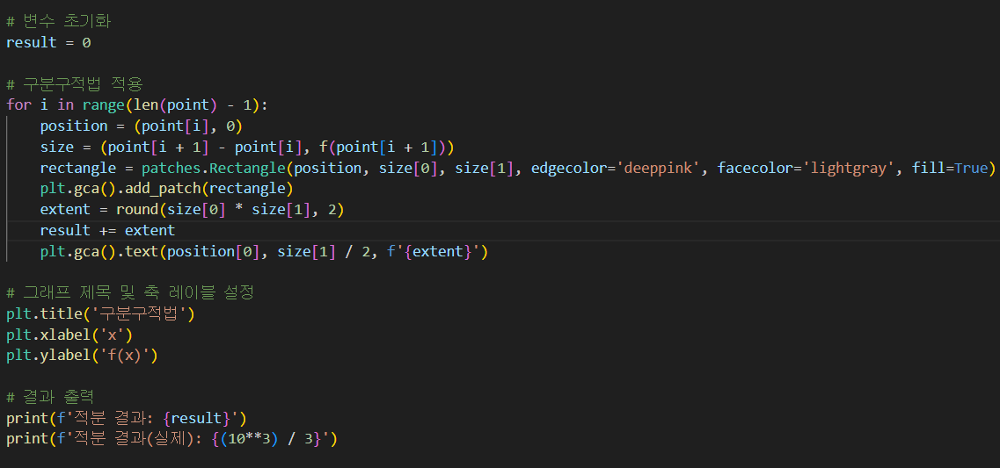 # 변수 초기화
result = 0
# 구분구적법 적용
for i in range(len(point) - 1):
    position = (point[i], 0)
    size = (point[i + 1] - point[i], f(point[i + 1]))
    rectangle = patches.Rectangle(position, size[0], size[1], edgecolor='deeppink', facecolor='lightgray', fill=True)
    plt.gca().add_patch(rectangle)
    extent = round(size[0] * size[1], 2)
    result += extent
    plt.gca().text(position[0], size[1] / 2, f'{extent}')
# 그래프 제목 및 축 레이블 설정
plt.title('구분구적법')
plt.xlabel('x')
plt.ylabel('f(x)')
# 결과 출력
print(f'적분 결과: {result}')
print(f'적분 결과(실제): {(10**3) / 3}')